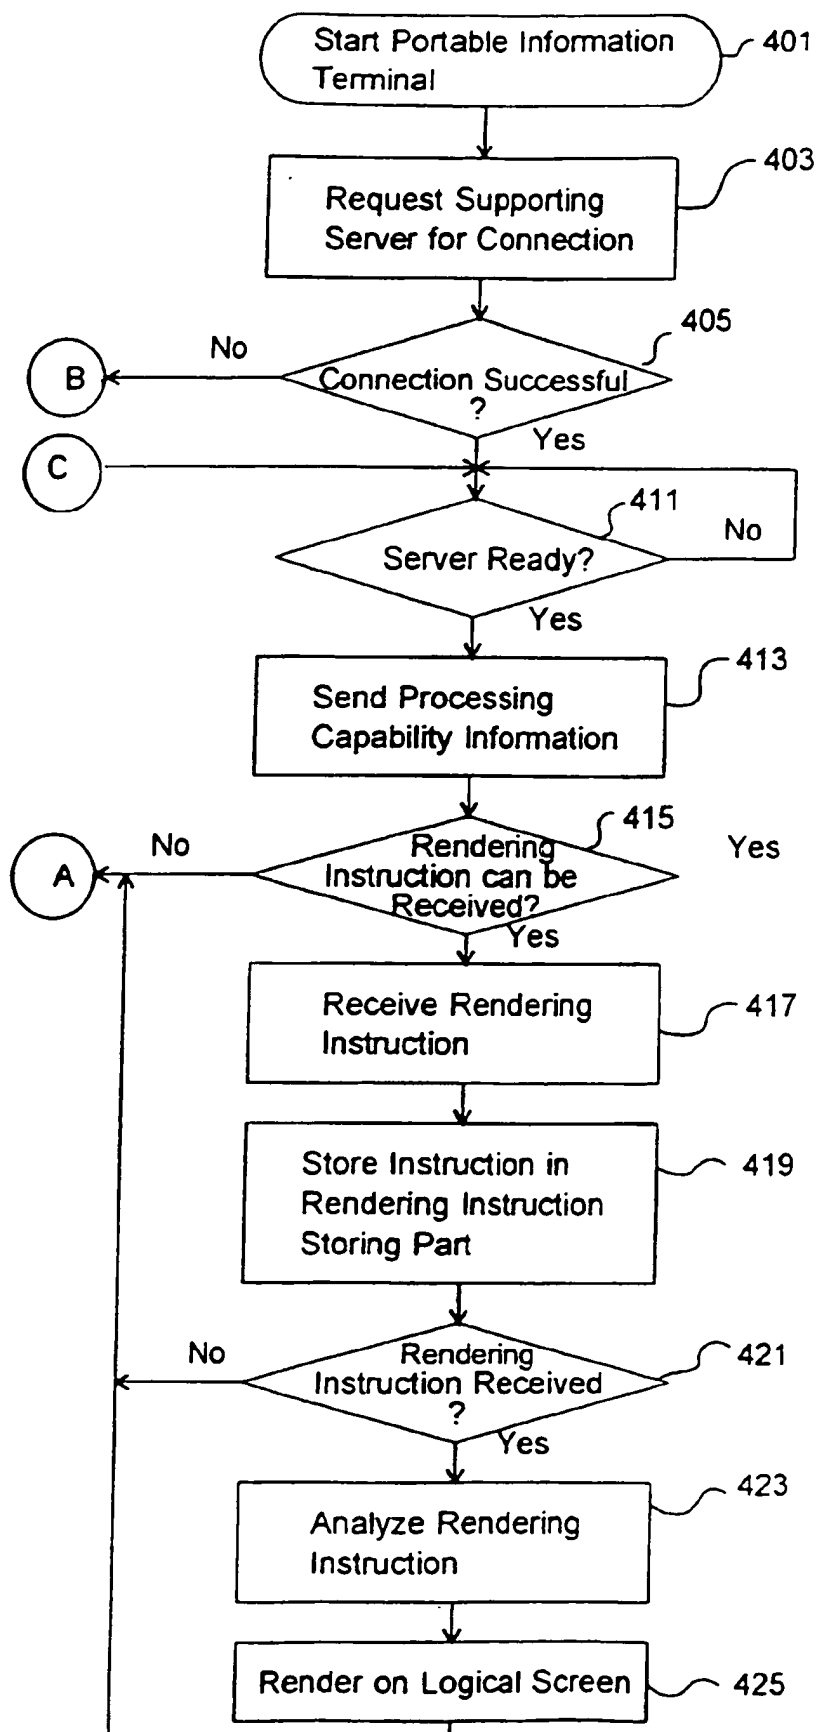 Start Portable Information
Terminal
401
403
Request Supporting
Server for Connection
405
No
B
Connection Successful
?
Yes
C
411
No
Server Ready?
Yes
413
Send Processing
Capability Information
415
No
Yes
A
Rendering
Instruction can be
Received?
Yes
417
Receive Rendering
Instruction
419
Store Instruction in
Rendering Instruction
Storing Part
421
No
Rendering
Instruction Received
?
Yes
423
Analyze Rendering
Instruction
Render on Logical Screen
425